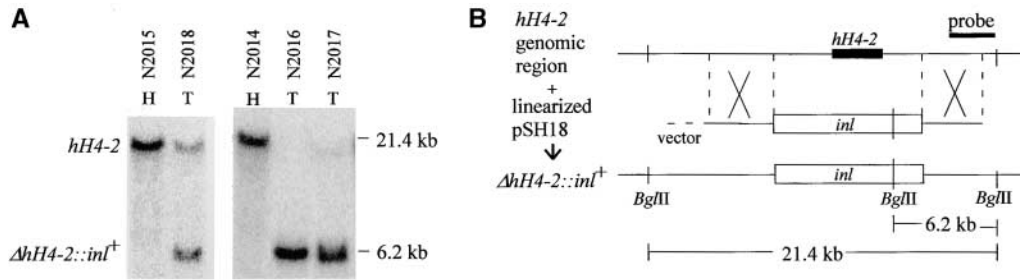 A
N2015
N2018
N2014
N2016
N2017
H
T
H
T
T
hH4-2
21.4 kb
ΔhH4-2::inl+
6.2 kb
B
hH4-2
genomic
region
+
linearized
pSH18
ΔhH4-2::inl+
probe
hH4-2
inl
vector
inl
BglII
BglII
BglII
6.2 kb
21.4 kb